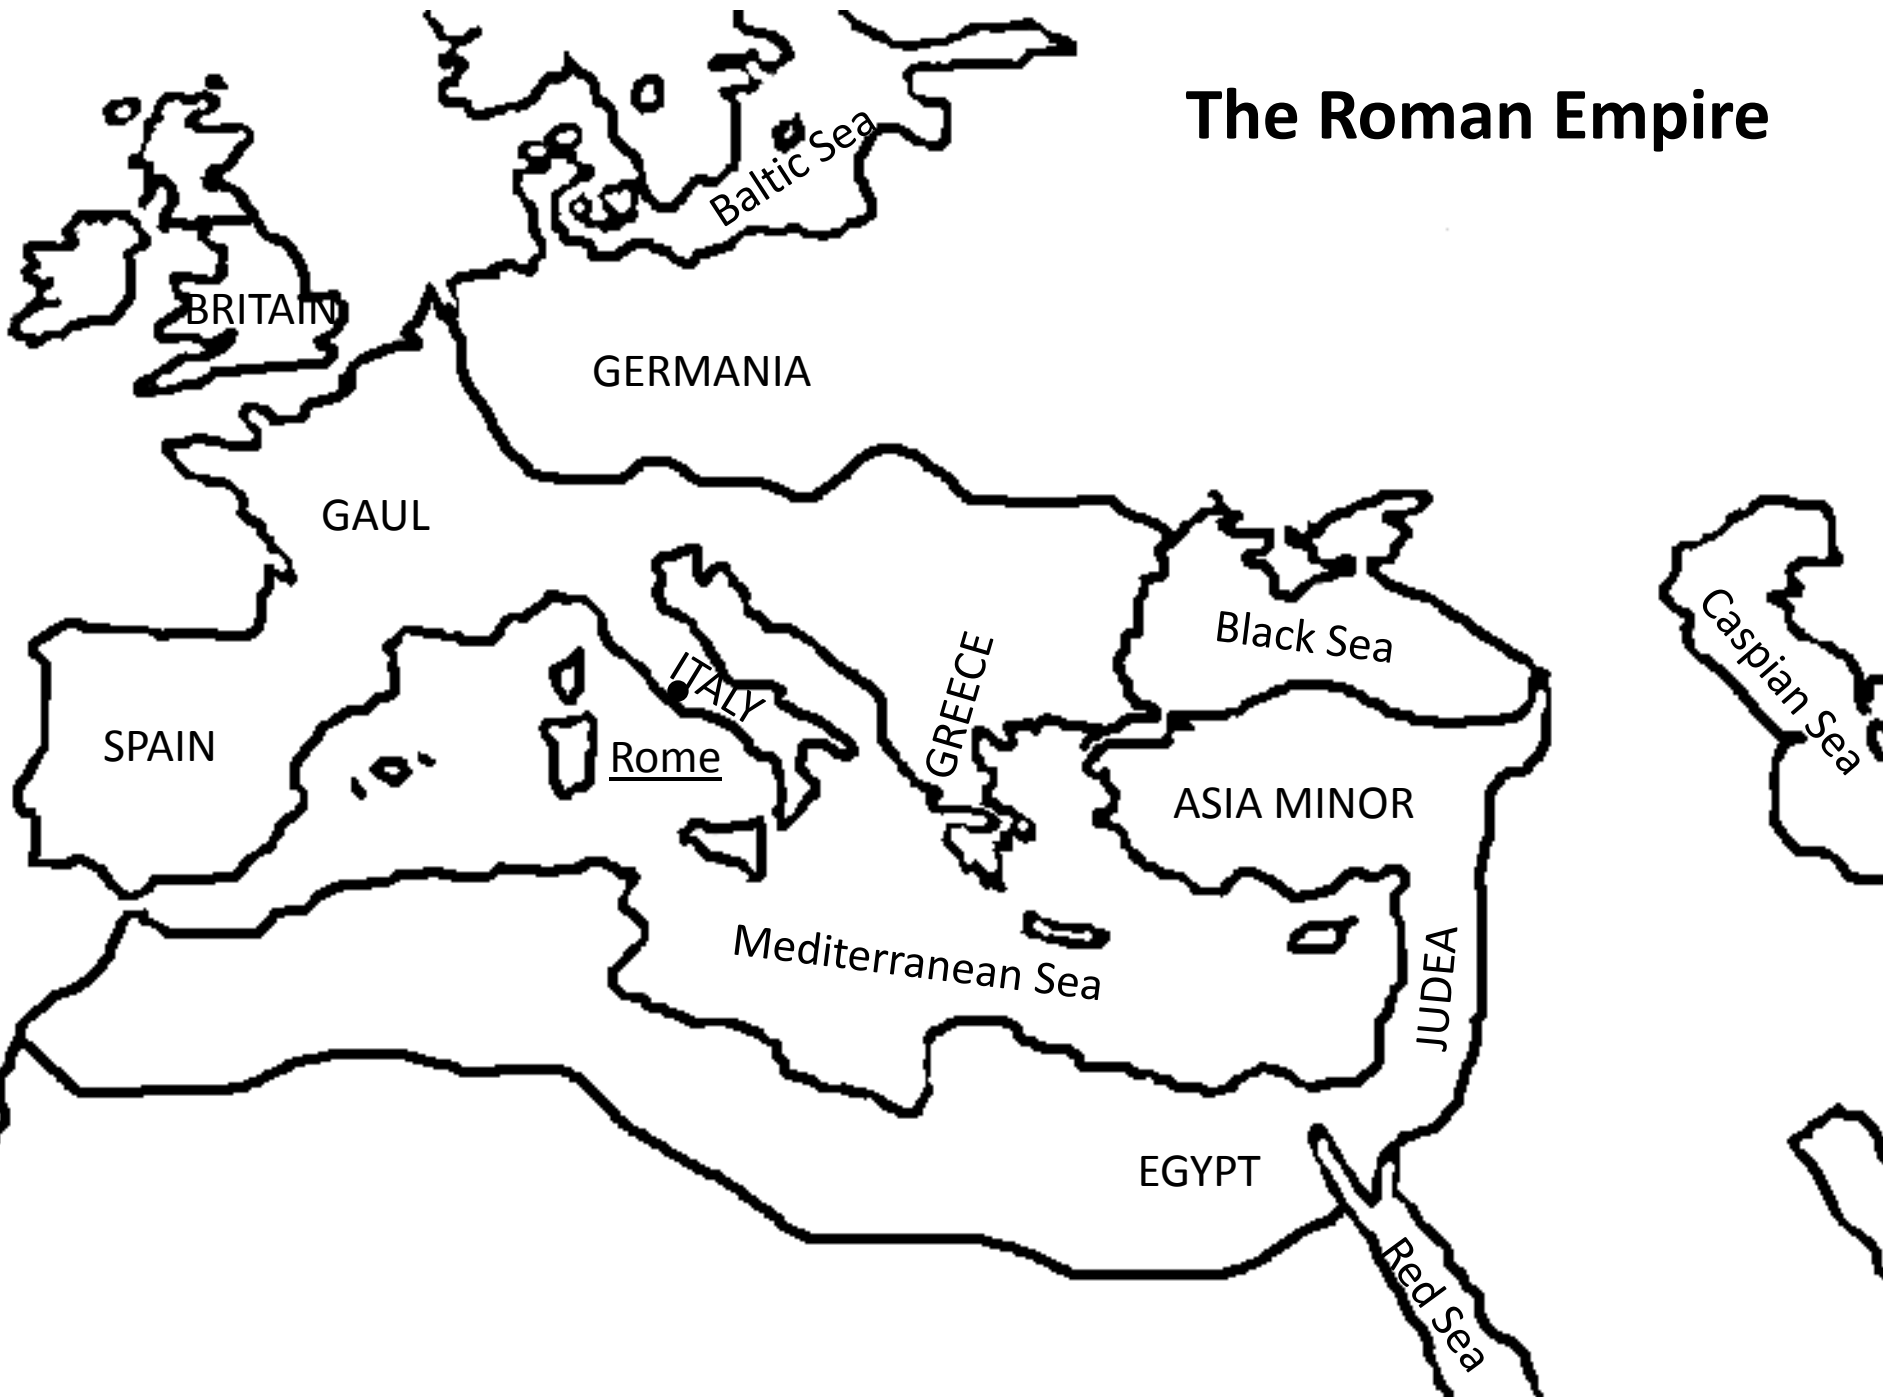 The Roman Empire
Baltic Sea
BRITAIN
GERMANIA
GAUL
Black Sea
Caspian Sea
ITALY
GREECE
SPAIN
Rome
ASIA MINOR
Mediterranean Sea
JUDEA
EGYPT
Red Sea